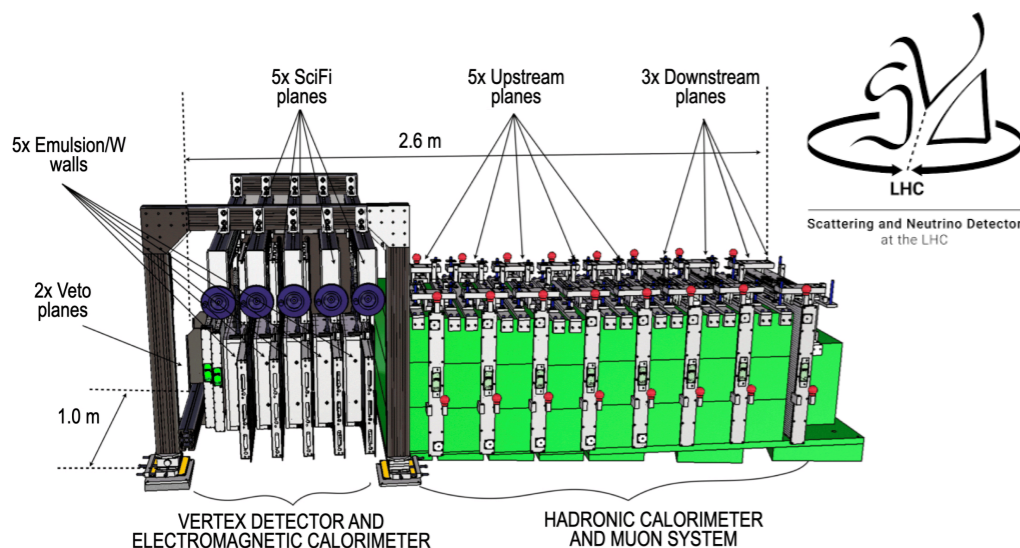 5x SciFi
planes
5x Upstream
planes
3x Downstream
planes
2.6 m
5x Emulsion/W
walls
LHC
Scattering and Neutrino Detector
at the LHC
2x Veto
planes
1.0 m
VERTEX DETECTOR AND
ELECTROMAGNETIC CALORIMETER
HADRONIC CALORIMETER
AND MUON SYSTEM